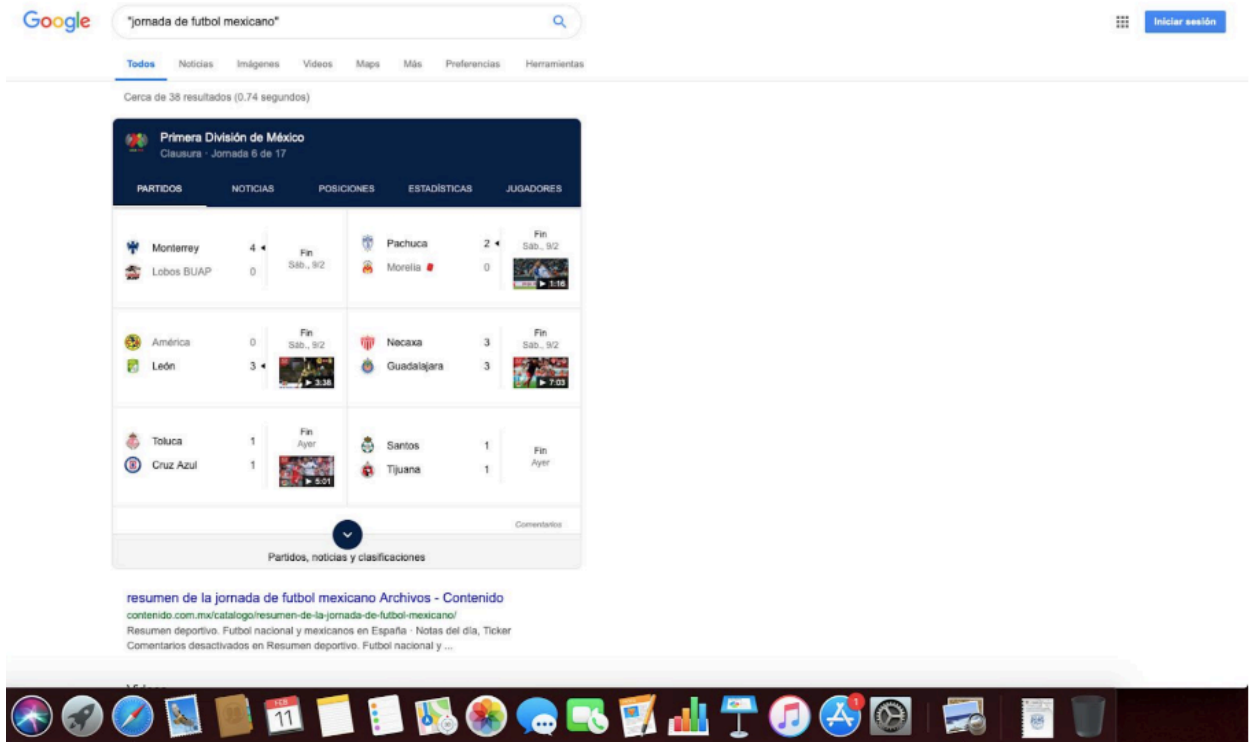 Google
"jornada de futbol mexicano"
Iniciar sesión
Todos Noticias Imágenes Videos Maps Más Preferencias Herramientas
Cerca de 38 resultados (0.74 segundos)
Primera División de México
Clausura · Jornada 6 de 17
PARTIDOS NOTICIAS POSICIONES ESTADÍSTICAS JUGADORES
Monterrey 4
Lobos BUAP 0
Fin
Sáb., 9/2
Pachuca 2
Morelia 0
Fin
Sáb., 9/2
1:16
América 0
León 3
Fin
Sáb., 9/2
3:38
Necaxa 3
Guadalajara 3
Fin
Sáb., 9/2
7:03
Toluca 1
Cruz Azul 1
Fin
Ayer
5:01
Santos 1
Tijuana 1
Fin
Ayer
Comentarios
Partidos, noticias y clasificaciones
resumen de la jornada de futbol mexicano Archivos - Contenido
contenido.com.mx/catalogo/resumen-de-la-jornada-de-futbol-mexicano/
Resumen deportivo. Futbol nacional y mexicanos en España · Notas del día, Ticker
Comentarios desactivados en Resumen deportivo. Futbol nacional y ...
FEB
11
1